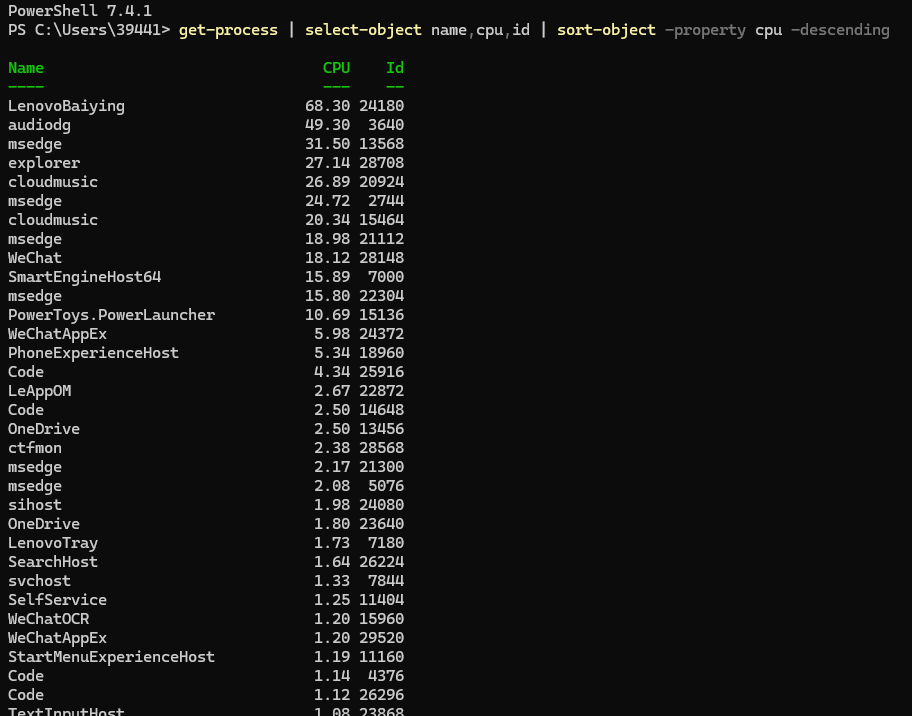 PowerShell 7.4.1
PS C:\Users\39441> get-process | select-object name,cpu,id | sort-object -property cpu -descending
Name CPU Id
---- --- --
LenovoBaiying 68.30 24180
audiodg 49.30 3640
msedge 31.50 13568
explorer 27.14 28708
cloudmusic 26.89 20924
msedge 24.72 2744
cloudmusic 20.34 15464
msedge 18.98 21112
WeChat 18.12 28148
SmartEngineHost64 15.89 7000
msedge 15.80 22304
PowerToys.PowerLauncher 10.69 15136
WeChatAppEx 5.98 24372
PhoneExperienceHost 5.34 18960
Code 4.34 25916
LeAppOM 2.67 22872
Code 2.50 14648
OneDrive 2.50 13456
ctfmon 2.38 28568
msedge 2.17 21300
msedge 2.08 5076
sihost 1.98 24080
OneDrive 1.80 23640
LenovoTray 1.73 7180
SearchHost 1.64 26224
svchost 1.33 7844
SelfService 1.25 11404
WeChatOCR 1.20 15960
WeChatAppEx 1.20 29520
StartMenuExperienceHost 1.19 11160
Code 1.14 4376
Code 1.12 26296
TextInputHost 1.08 23868